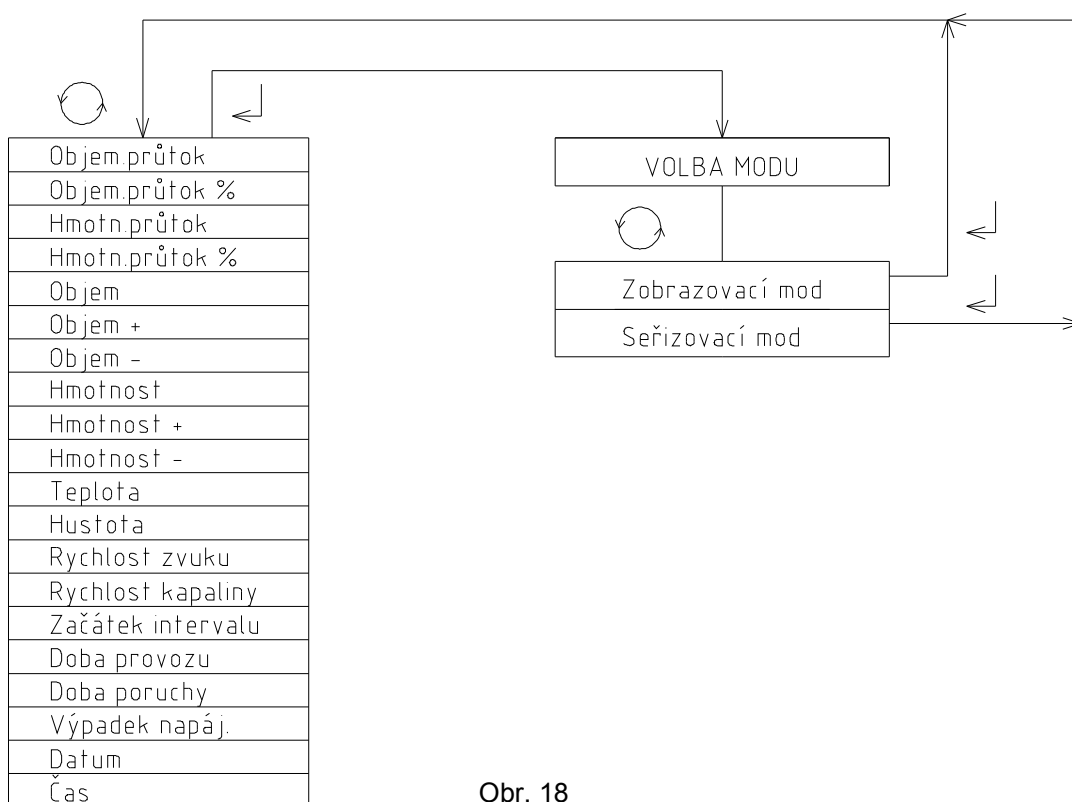 Objem.průtok
Objem.průtok %
Hmotn.průtok
Hmotn.průtok %
Objem
Objem +
Objem -
Hmotnost
Hmotnost +
Hmotnost -
Teplota
Hustota
Rychlost zvuku
Rychlost kapaliny
Začátek intervalu
Doba provozu
Doba poruchy
Výpadek napáj.
Datum
Čas
VOLBA MODU
Zobrazovací mod
Seřizovací mod
Obr. 18